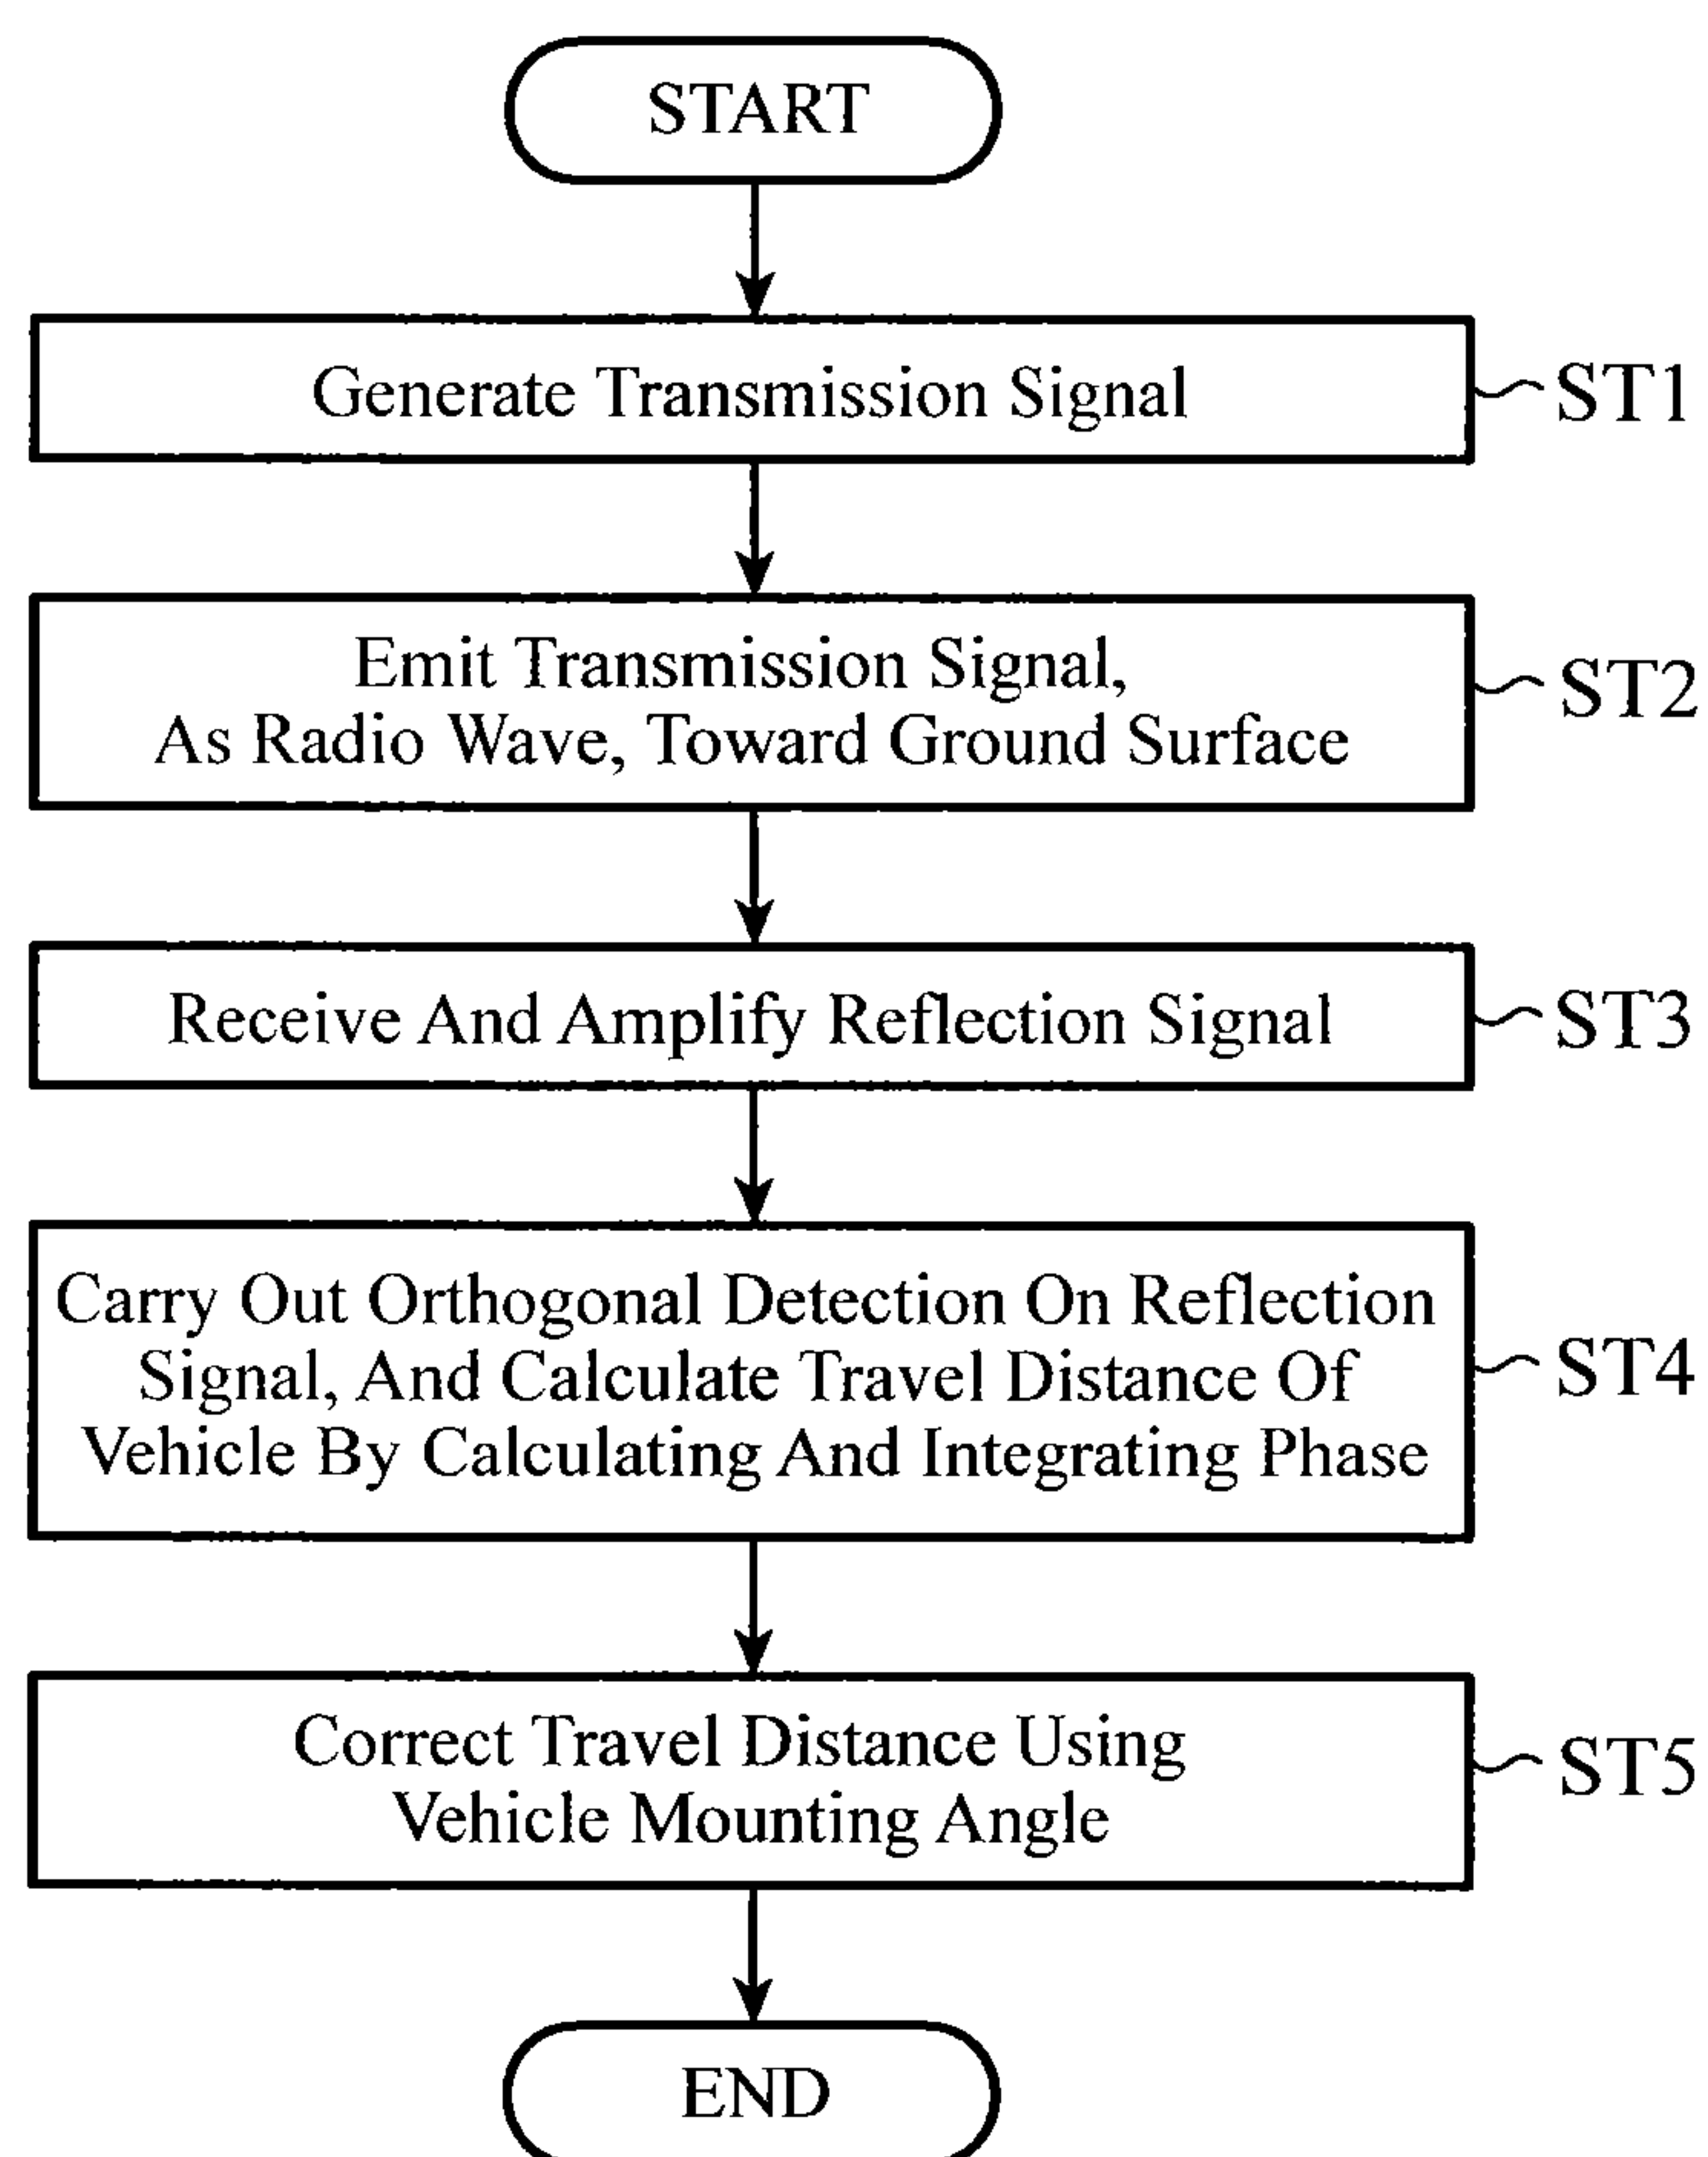 START
Generate Transmission Signal
ST1
Emit Transmission Signal,
As Radio Wave, Toward Ground Surface
ST2
Receive And Amplify Reflection Signal
ST3
Carry Out Orthogonal Detection On Reflection
Signal, And Calculate Travel Distance Of
Vehicle By Calculating And Integrating Phase
ST4
Correct Travel Distance Using
Vehicle Mounting Angle
ST5
END